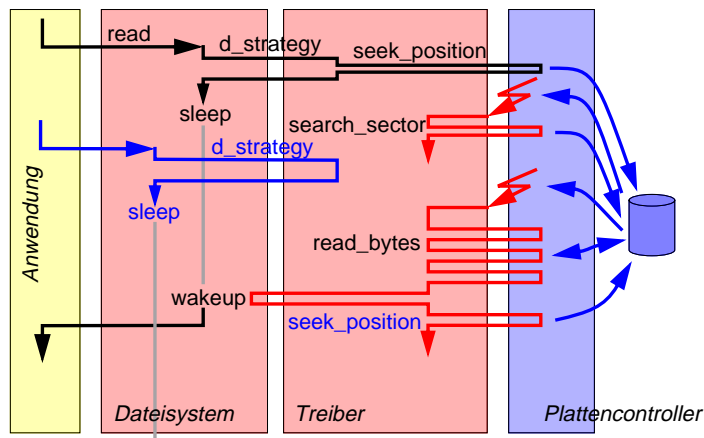 read
d_strategy
seek_position
sleep
search_sector
d_strategy
sleep
Anwendung
read_bytes
wakeup
seek_position
Dateisystem
Treiber
Plattencontroller